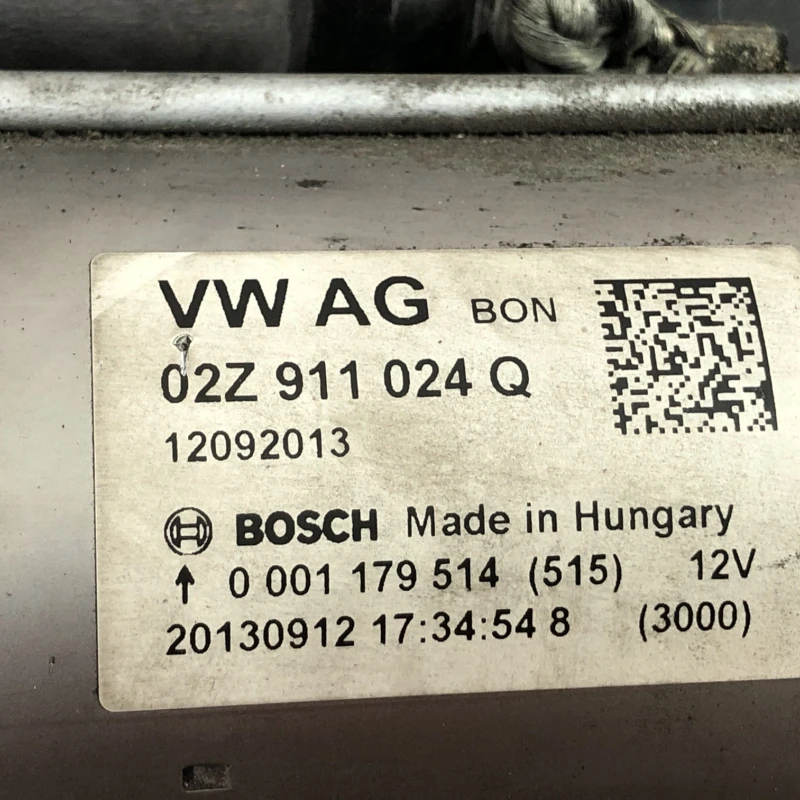 VW AG BON
02Z 911 024 Q
12092013
BOSCH Made in Hungary
↑ 0 001 179 514 (515) 12V
20130912 17:34:54 8 (3000)